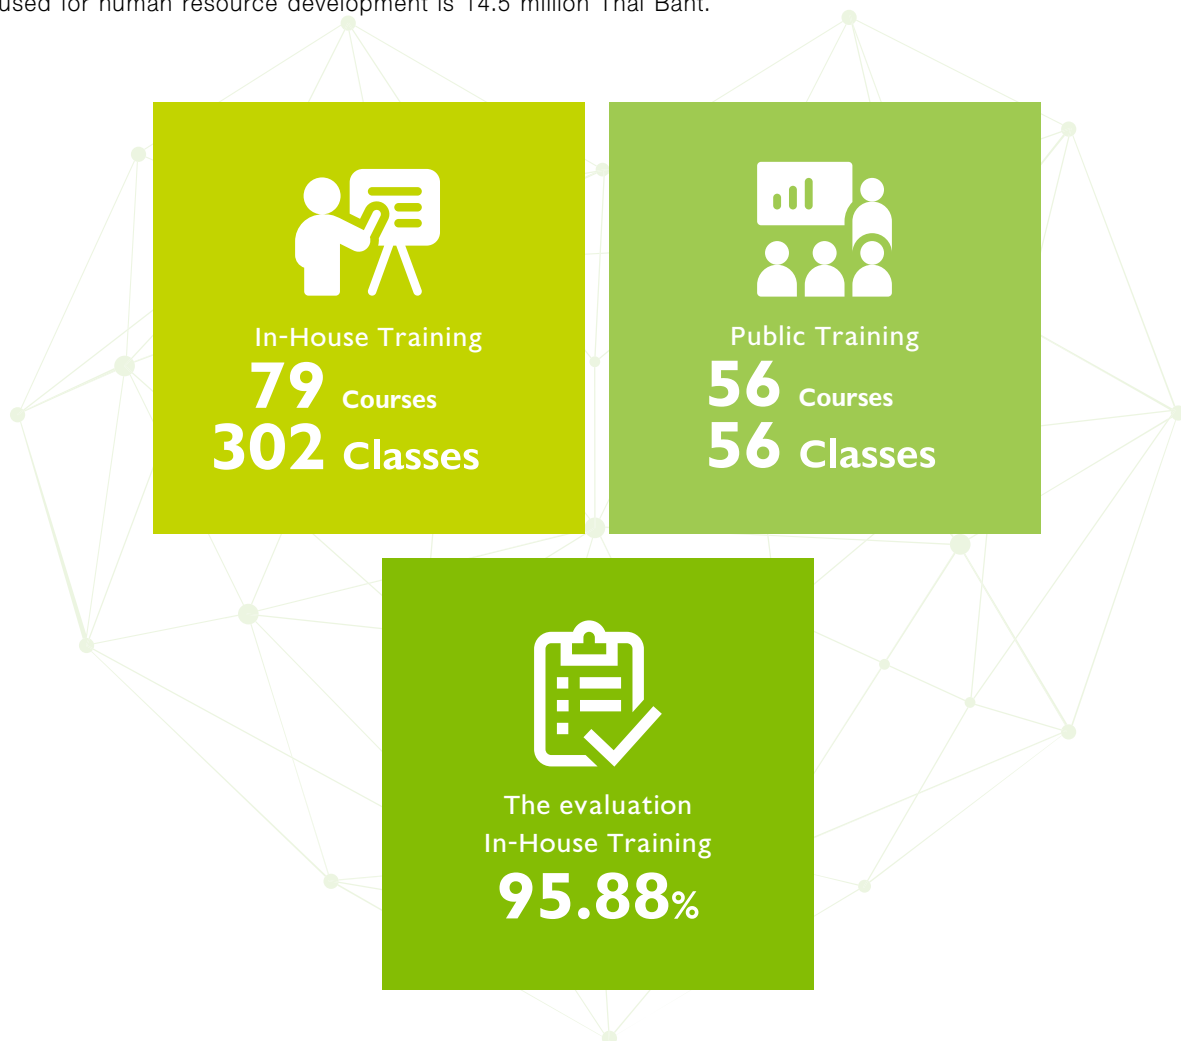 used for human resource development is 14.5 million Thai Baht.
In-House Training
79 Courses
302 Classes
Public Training
56 Courses
56 Classes
The evaluation
In-House Training
95.88%